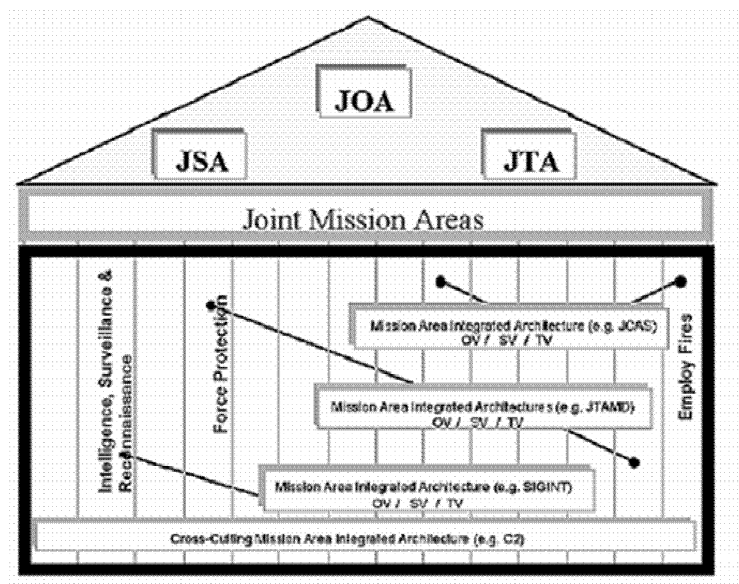 JOA
JSA
JTA
Joint Mission Areas
Intelligence, Surveillance &
Reconnaissance
Force Protection
Employ Fires
Mission Area Integrated Architecture (e.g. JCAS)
OV / SV / TV
Mission Area Integrated Architectures (e.g. JTAMD)
OV / SV / TV
Mission Area Integrated Architecture (e.g. SIGINT)
OV / SV / TV
Cross-Cutting Mission Area Integrated Architecture (e.g. C2)